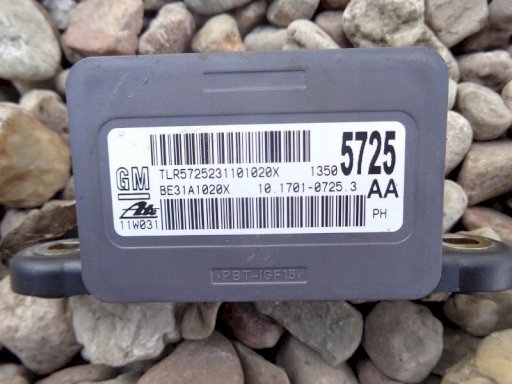 GM
TLR5725231101020X 1350 5725
BE31A1020X 10.1701-0725.3 AA
Ate
11W031 PH
>PBT-IGF15<